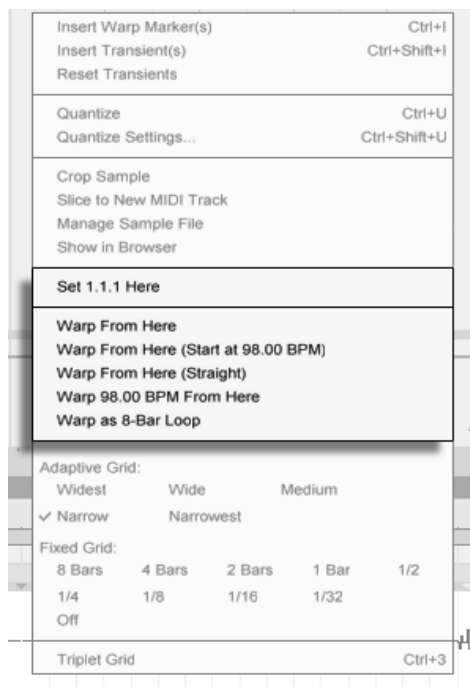 Insert Warp Marker(s) Ctrl+I
Insert Transient(s) Ctrl+Shift+I
Reset Transients
Quantize Ctrl+U
Quantize Settings... Ctrl+Shift+U
Crop Sample
Slice to New MIDI Track
Manage Sample File
Show in Browser
Set 1.1.1 Here
Warp From Here
Warp From Here (Start at 98.00 BPM)
Warp From Here (Straight)
Warp 98.00 BPM From Here
Warp as 8-Bar Loop
Adaptive Grid:
Widest Wide Medium
✓ Narrow Narrowest
Fixed Grid:
8 Bars 4 Bars 2 Bars 1 Bar 1/2
1/4 1/8 1/16 1/32
Off
Triplet Grid Ctrl+3